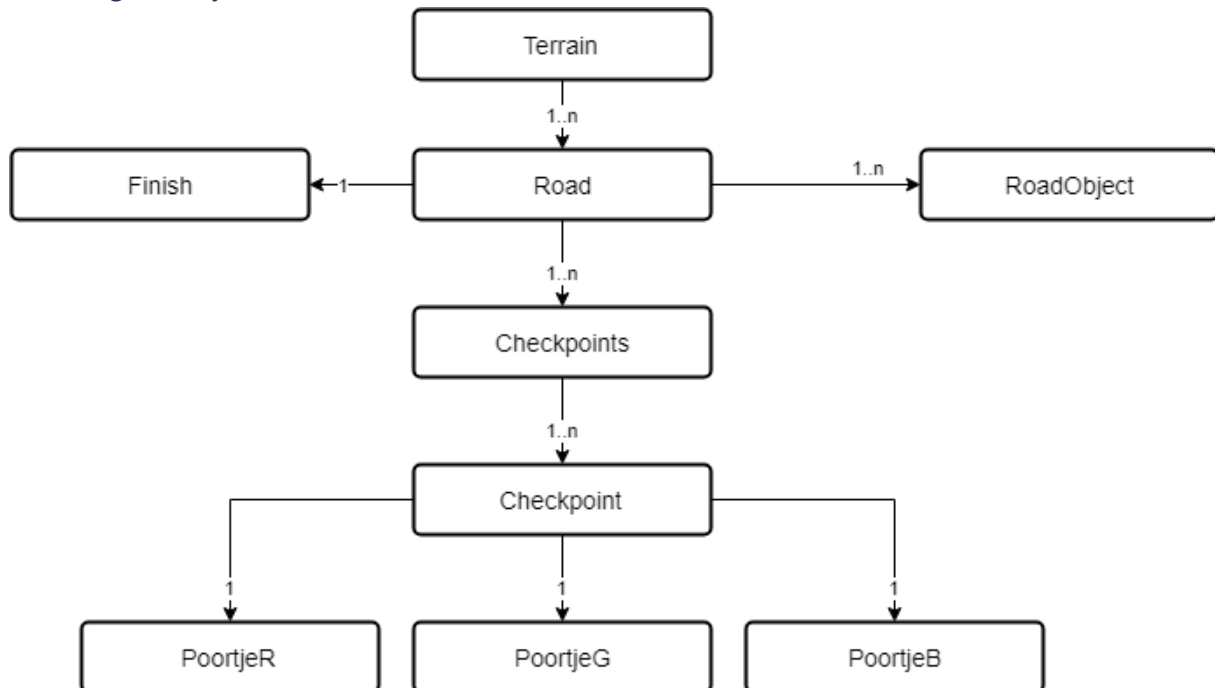 Terrain
1..n
Finish
1
Road
1..n
RoadObject
1..n
Checkpoints
1..n
Checkpoint
1
1
1
PoortjeR
PoortjeG
PoortjeB